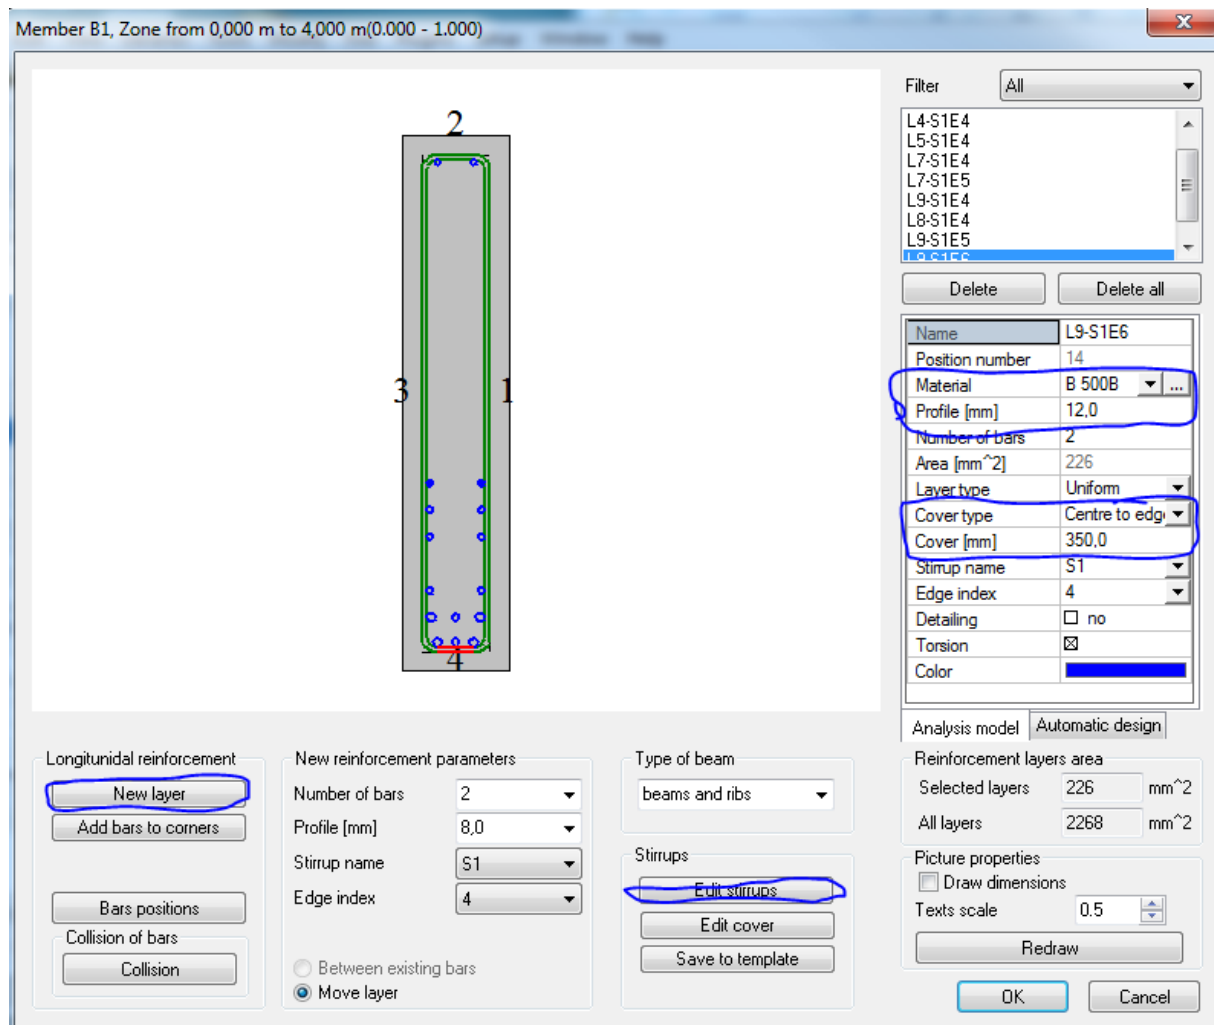 Member B1, Zone from 0,000 m to 4,000 m(0.000 - 1.000)
2
3
1
4
Filter All
L4-S1E4
L5-S1E4
L7-S1E4
L7-S1E5
L9-S1E4
L8-S1E4
L9-S1E5
L9-S1E6
Delete Delete all
Name L9-S1E6
Position number 14
Material B 500B ...
Profile [mm] 12,0
Number of bars 2
Area [mm^2] 226
Layer type Uniform
Cover type Centre to edge
Cover [mm] 350,0
Stirrup name S1
Edge index 4
Detailing no
Torsion
Color
Analysis model Automatic design
Longitunidal reinforcement
New layer
Add bars to corners
Bars positions
Collision of bars
Collision
New reinforcement parameters
Number of bars 2
Profile [mm] 8,0
Stirrup name S1
Edge index 4
Between existing bars
Move layer
Type of beam
beams and ribs
Stirrups
Edit stirrups
Edit cover
Save to template
Reinforcement layers area
Selected layers 226 mm^2
All layers 2268 mm^2
Picture properties
Draw dimensions
Texts scale 0.5
Redraw
OK Cancel